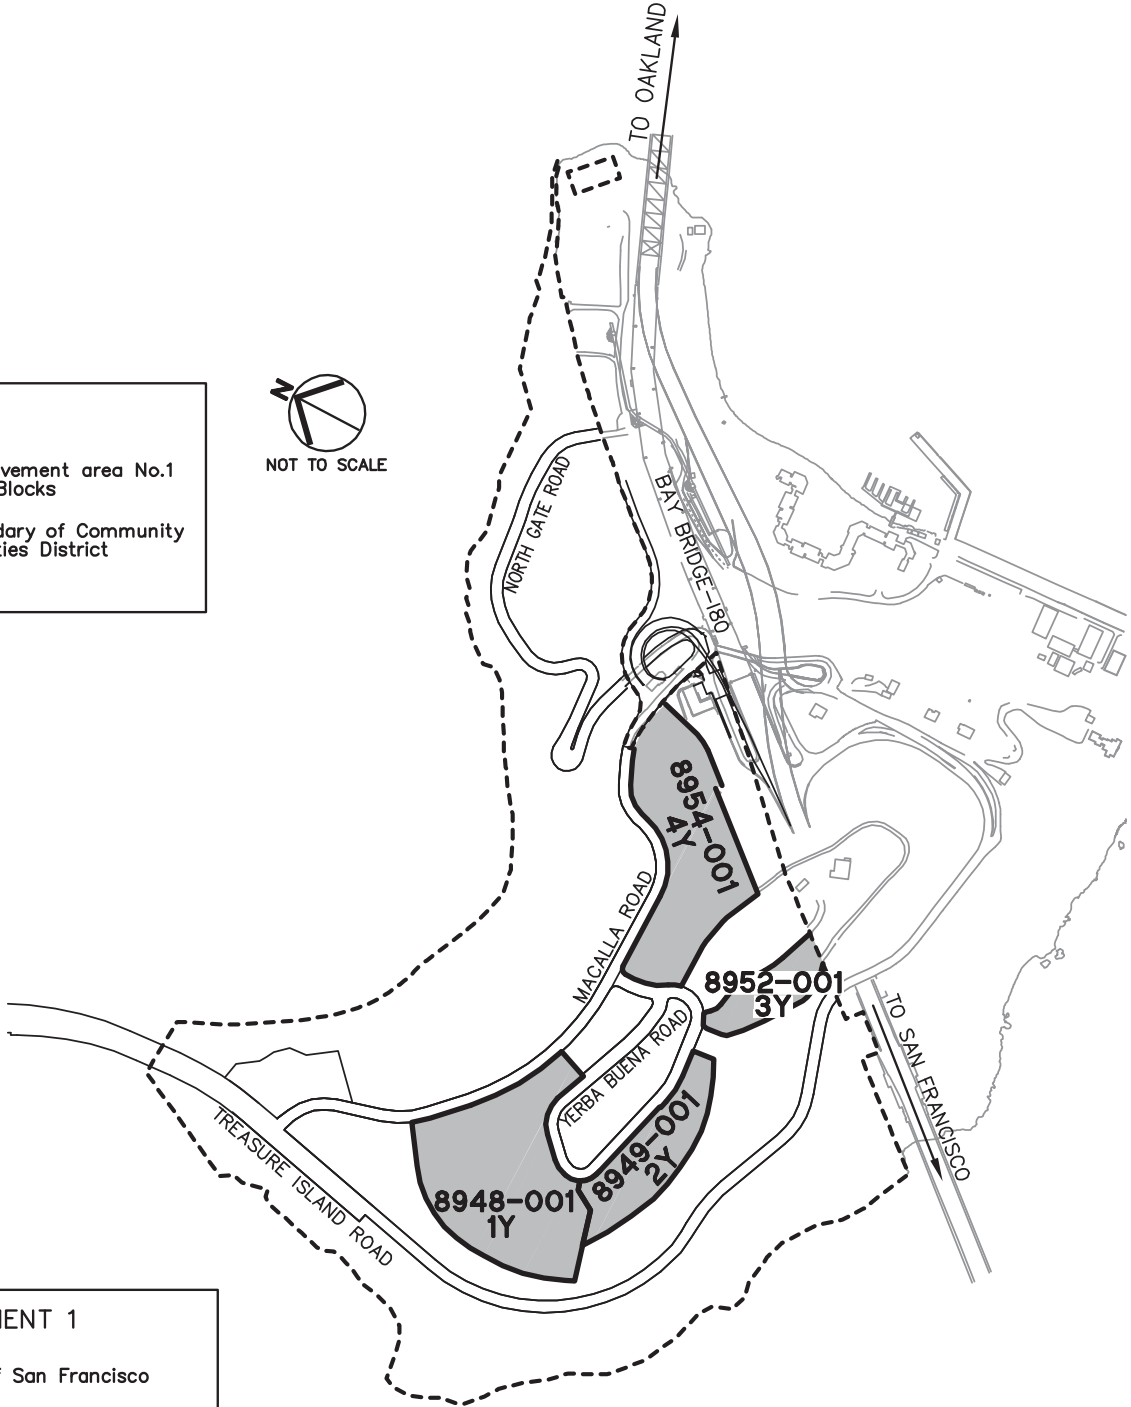 TO OAKLAND
N
NOT TO SCALE
vement area No.1
Blocks
dary of Community
ties District
NORTH GATE ROAD
BAY BRIDGE-I80
8954-001
4Y
MACALLA ROAD
8952-001
3Y
YERBA BUENA ROAD
TO SAN FRANCISCO
TREASURE ISLAND ROAD
8949-001
2Y
8948-001
1Y
ENT 1
San Francisco